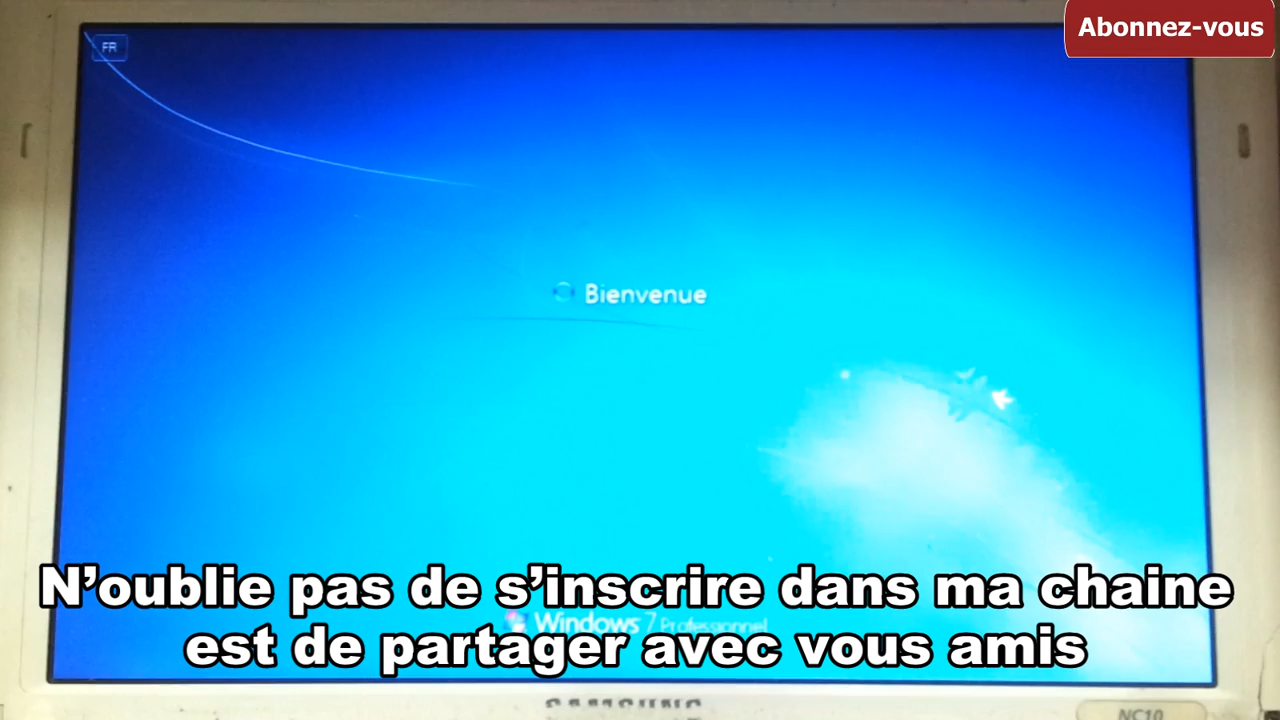 Abonnez-vous
FR
Bienvenue
N’oublie pas de s’inscrire dans ma chaine
Windows 7 Professionnel
est de partager avec vous amis
SAMSUNG
NC10